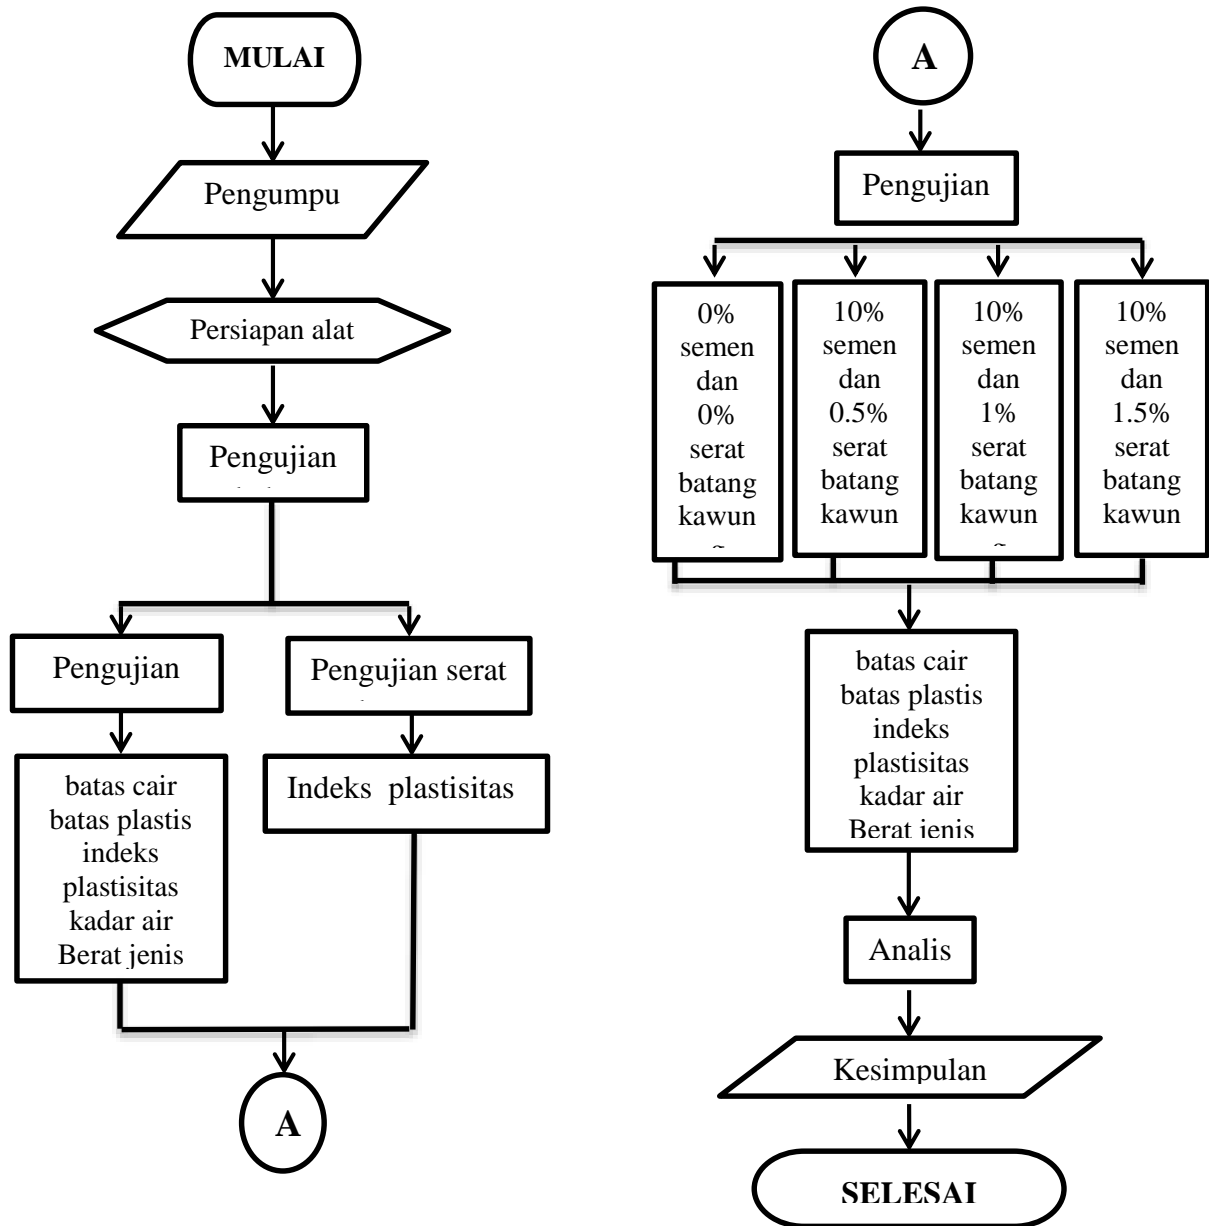 MULAI
Pengumpu
Persiapan alat
Pengujian
Pengujian
Pengujian serat
batas cair
batas plastis
indeks
plastisitas
kadar air
Berat jenis
Indeks plastisitas
A
A
Pengujian
0%
semen
dan
0%
serat
batang
kawun
10%
semen
dan
0.5%
serat
batang
kawun
10%
semen
dan
1%
serat
batang
kawun
10%
semen
dan
1.5%
serat
batang
kawun
batas cair
batas plastis
indeks
plastisitas
kadar air
Berat jenis
Analis
Kesimpulan
SELESAI